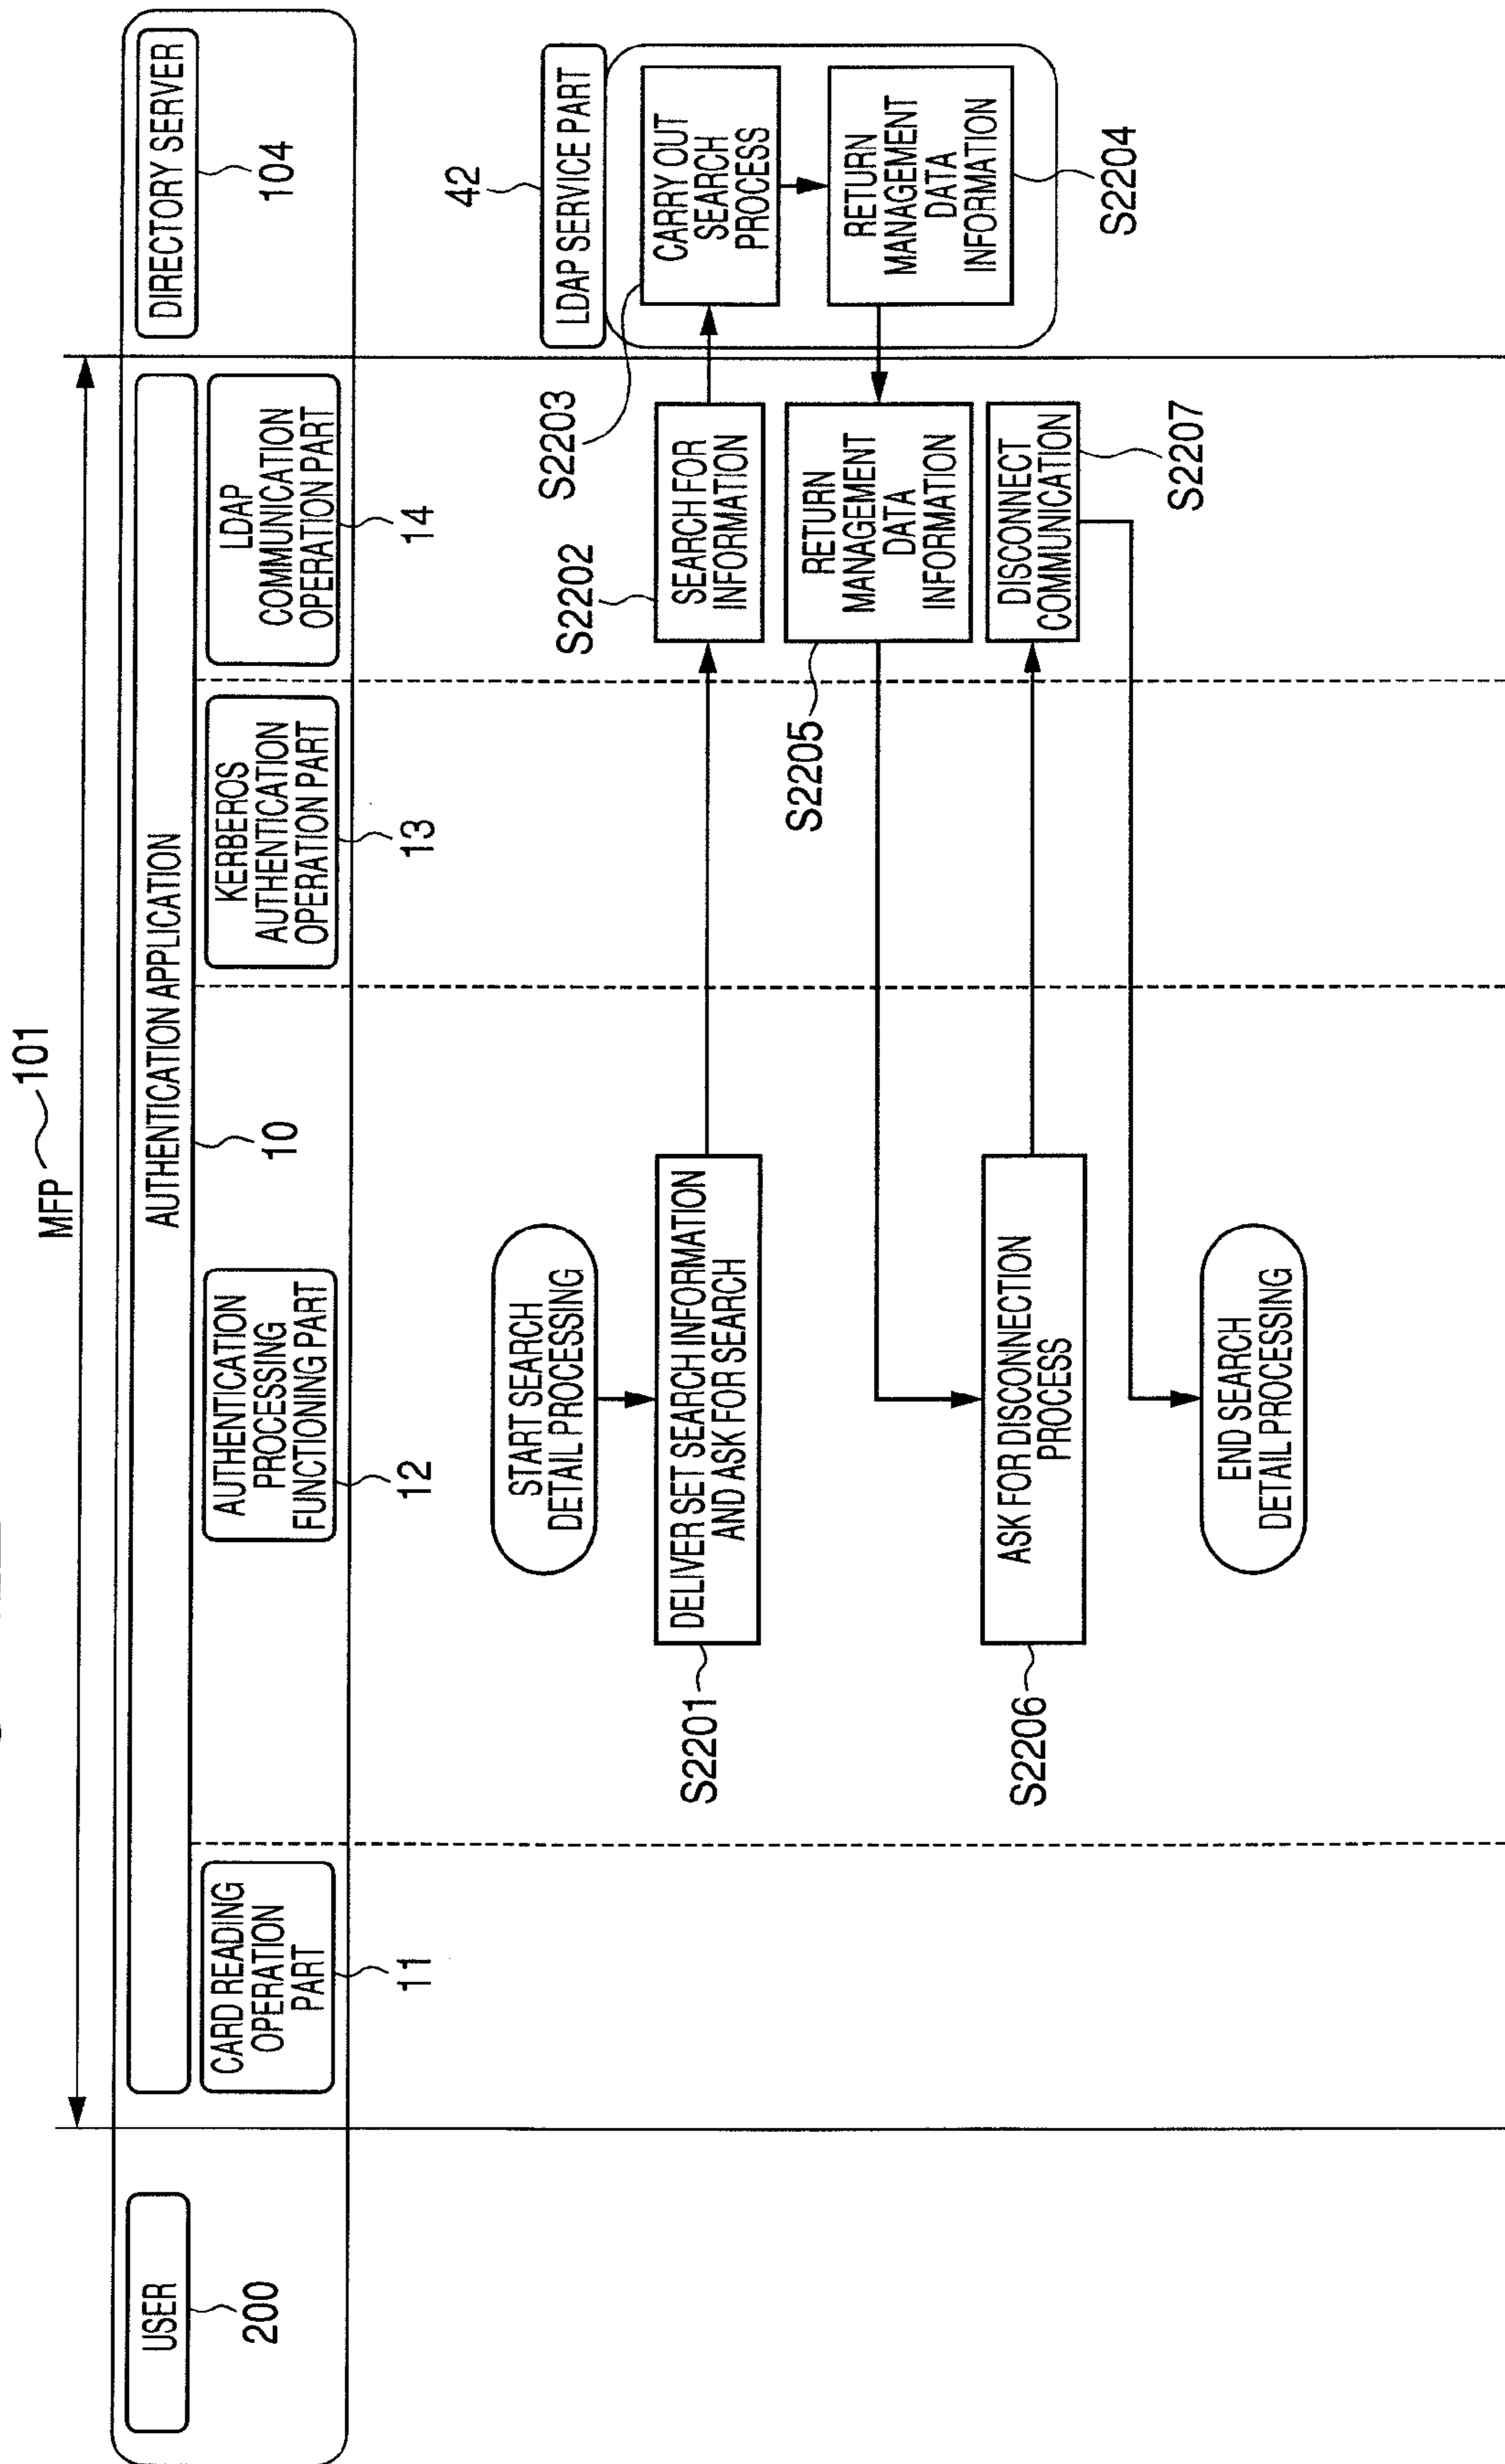 MFP 101
USER
200
AUTHENTICATION APPLICATION
10
DIRECTORY SERVER
104
CARD READING
OPERATION
PART
11
AUTHENTICATION
PROCESSING
FUNCTIONING PART
12
KERBEROS
AUTHENTICATION
OPERATION PART
13
LDAP
COMMUNICATION
OPERATION PART
14
START SEARCH
DETAIL PROCESSING
LDAP SERVICE PART
42
S2201
DELIVER SET SEARCH INFORMATION
AND ASK FOR SEARCH
S2202
SEARCH FOR
INFORMATION
S2203
CARRY OUT
SEARCH
PROCESS
RETURN
MANAGEMENT
DATA
INFORMATION
S2204
S2205
RETURN
MANAGEMENT
DATA
INFORMATION
S2206
ASK FOR DISCONNECTION
PROCESS
DISCONNECT
COMMUNICATION
S2207
END SEARCH
DETAIL PROCESSING